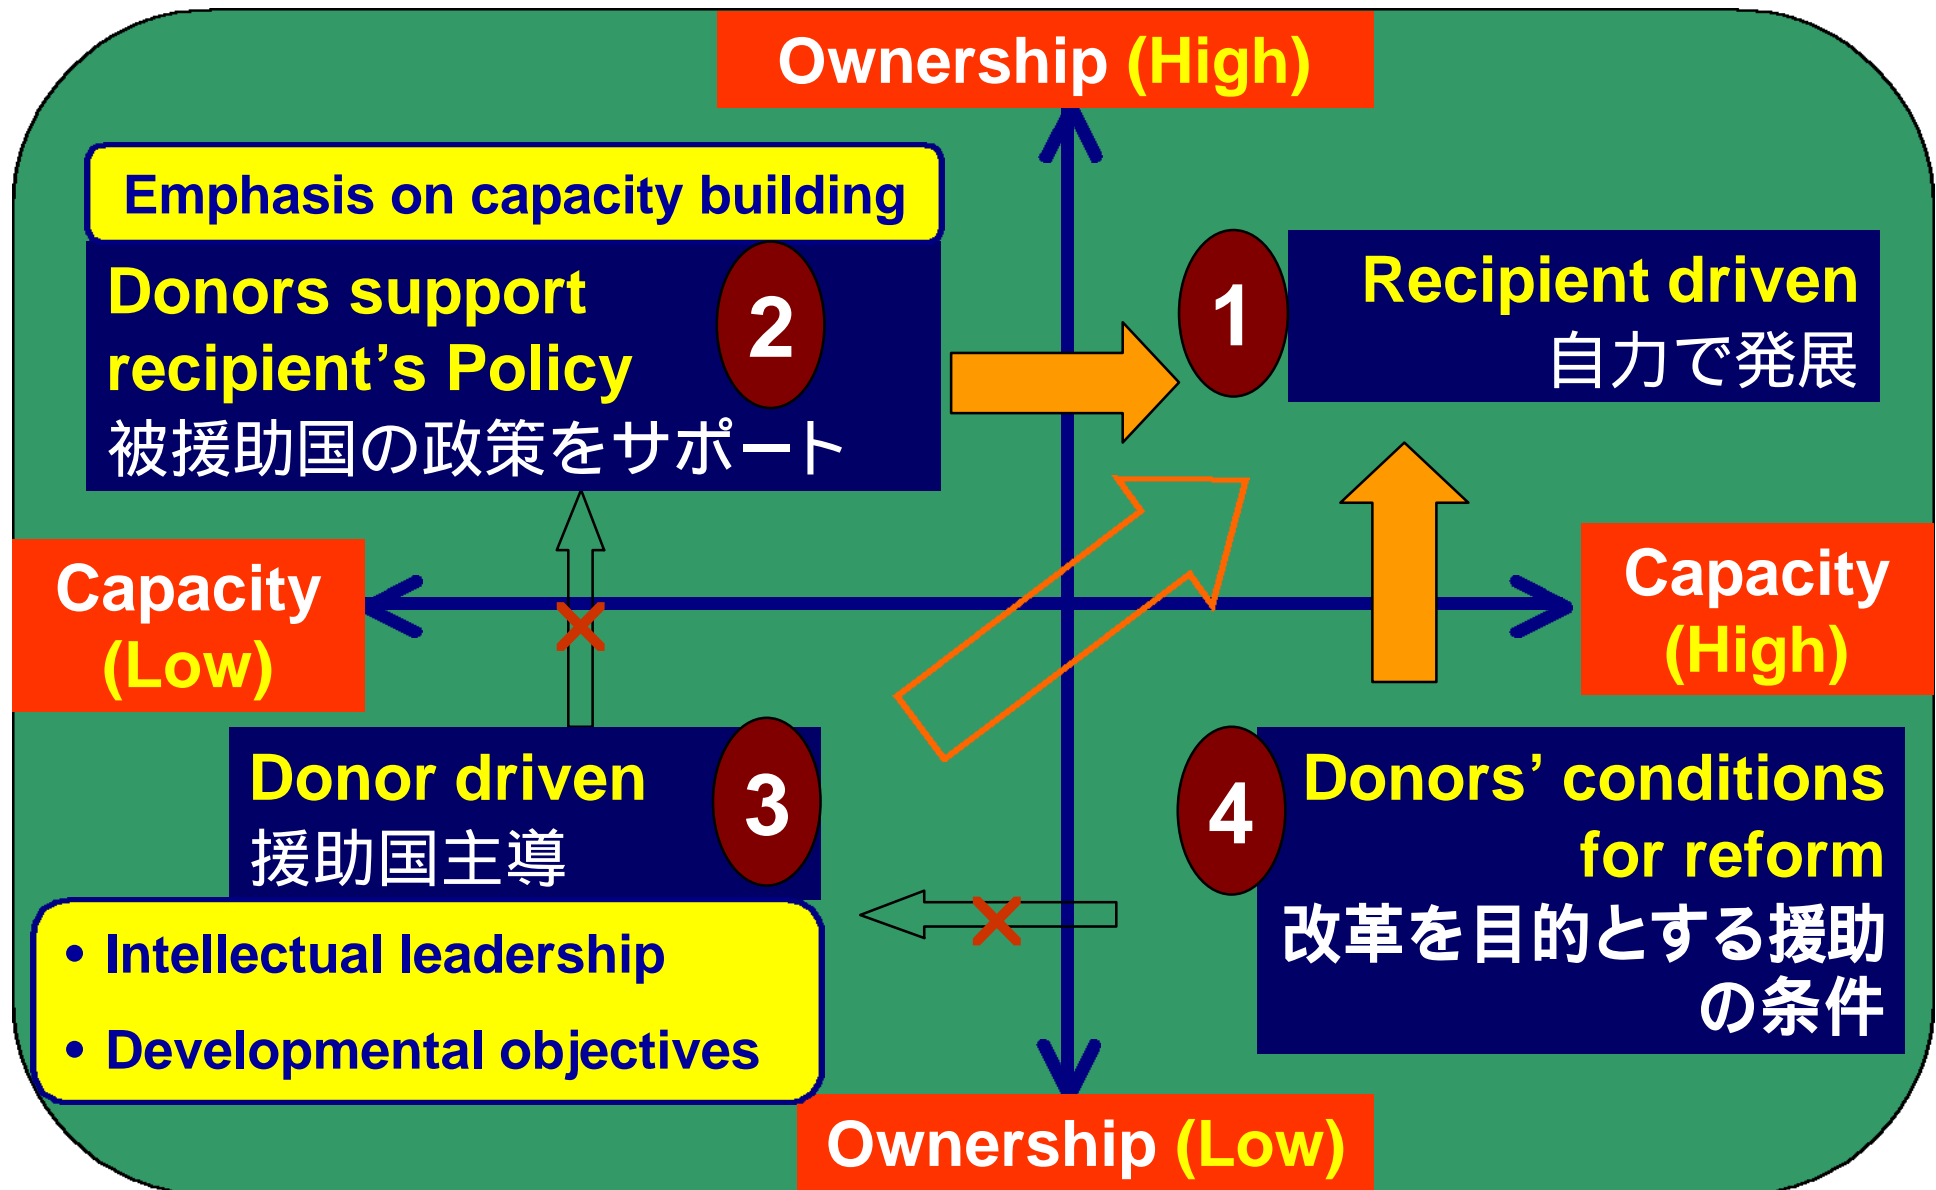 Ownership (High)
Emphasis on capacity building
Donors support
recipient’s Policy
被援助国の政策をサポート
2
1
Recipient driven
自力で発展
Capacity
(Low)
Capacity
(High)
Donor driven
援助国主導
3
• Intellectual leadership
• Developmental objectives
4
Donors’ conditions
for reform
改革を目的とする援助
の条件
Ownership (Low)